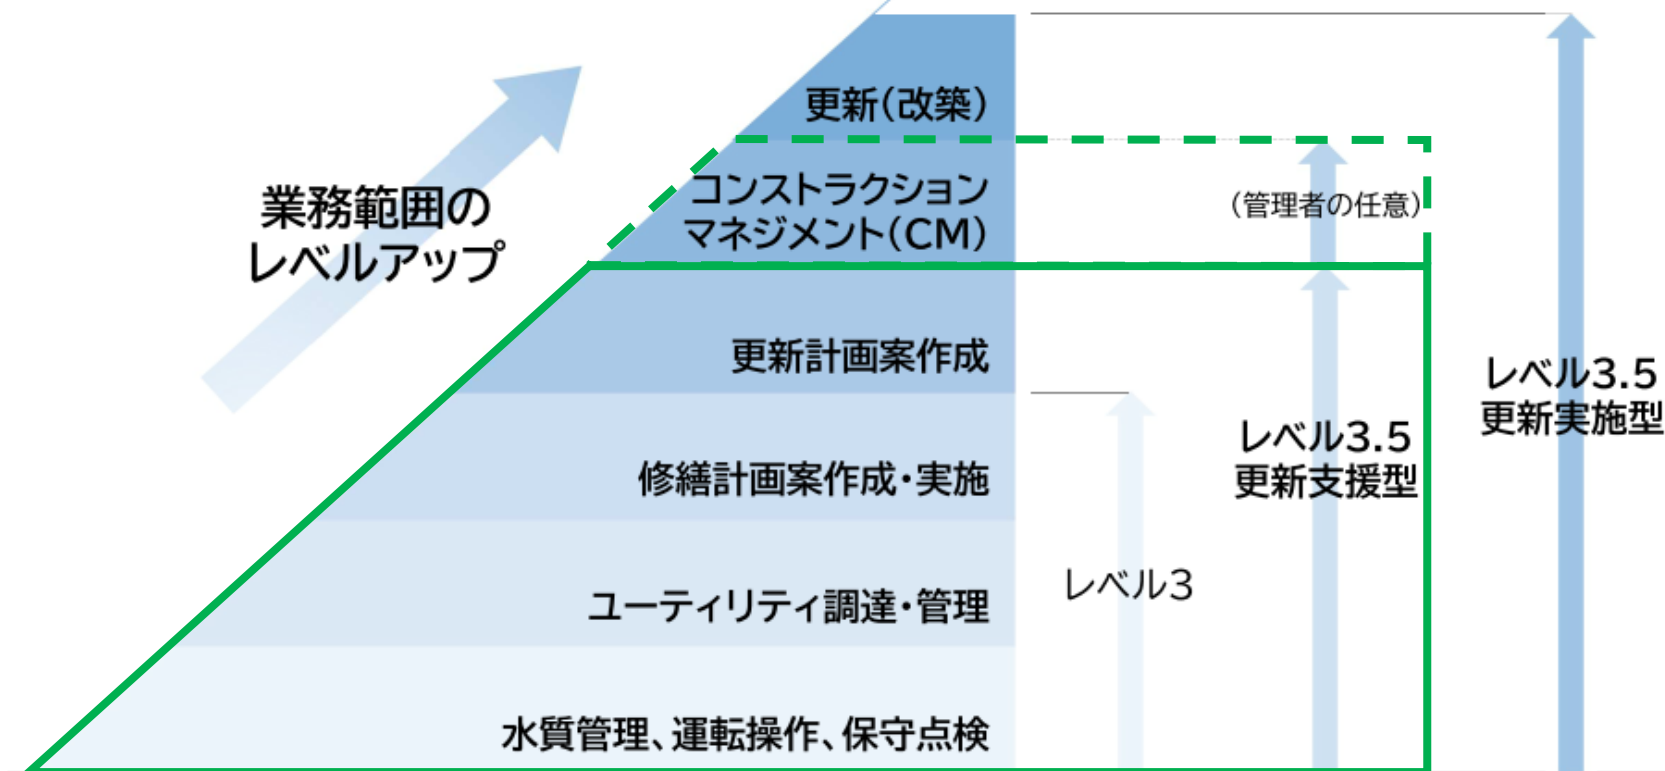 更新(改築)
コンストラクション
マネジメント(CM)
(管理者の任意)
業務範囲の
レベルアップ
更新計画案作成
レベル3.5
更新実施型
レベル3.5
更新支援型
修繕計画案作成・実施
レベル3
ユーティリティ調達・管理
水質管理、運転操作、保守点検